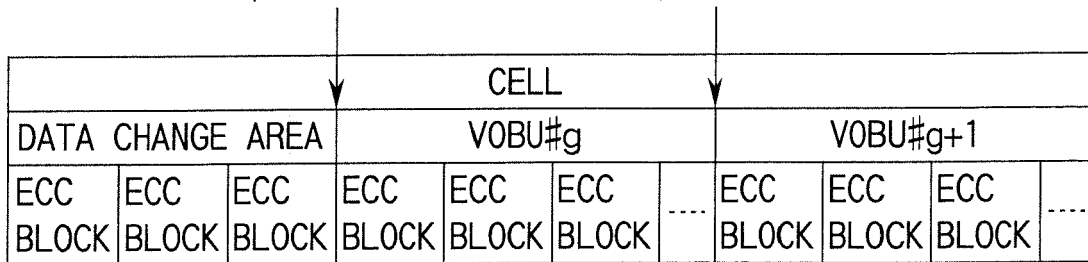 CELL
DATA CHANGE AREA VOBU#g VOBU#g+1
ECC ECC ECC ECC ECC ECC ECC ECC ECC
BLOCK BLOCK BLOCK BLOCK BLOCK BLOCK ..... BLOCK BLOCK BLOCK .....